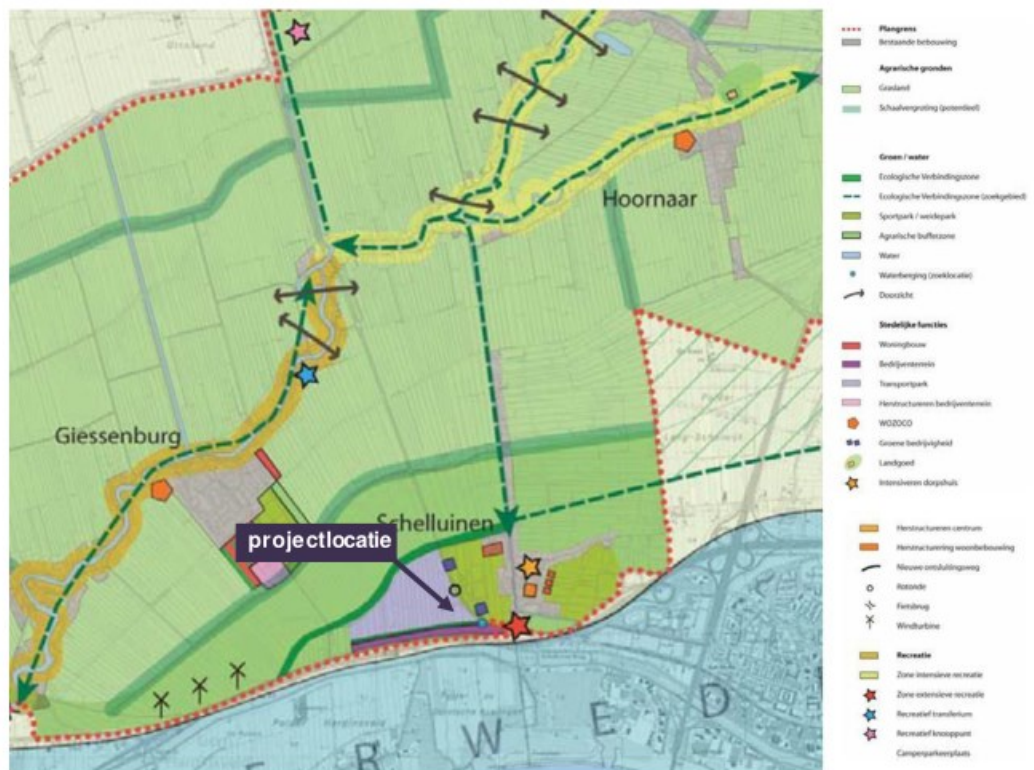 Hoornaar
Giessenburg
Schelluinen
projectlocatie
R W E D
Plangrens
Bestaande bebouwing
Agrarische gronden
Grasland
Schaalvergroting (potentieel)
Groen / water
Ecologische Verbindingszone
Ecologische Verbindingszone (zoekgebied)
Sportpark / weidepark
Agrarische bufferzone
Water
Waterberging (zoeklocatie)
Doorzicht
Stedelijke functies
Woningbouw
Bedrijventerrein
Transportpark
Herstructureren bedrijventerrein
WOZOCO
Groene bedrijvigheid
Landgoed
Intensiveren dorpshuis
Herstructureren centrum
Herstructurering woonbebouwing
Nieuwe ontsluitingsweg
Rotonde
Fietsbrug
Windturbine
Recreatie
Zone intensieve recreatie
Zone extensieve recreatie
Recreatief transferium
Recreatief knooppunt
Camperparkeerplaats